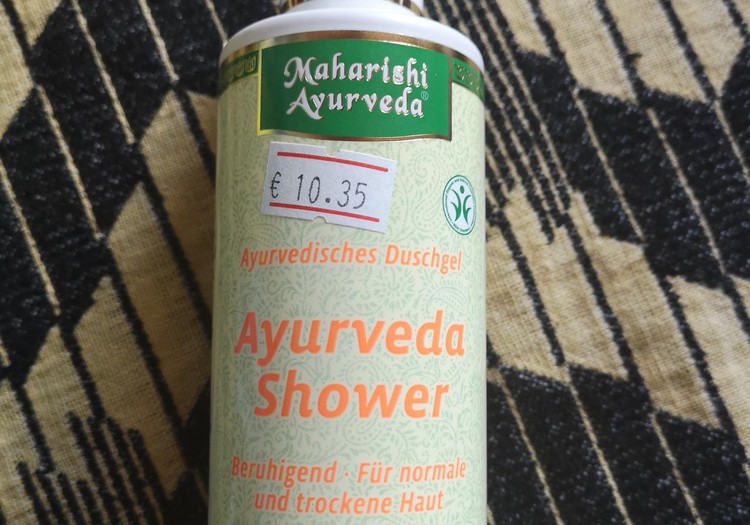 Maharishi
Ayurveda®
€ 10.35
Ayurvedisches Duschgel
Ayurveda
Shower
Beruhigend · Für normale
und trockene Haut